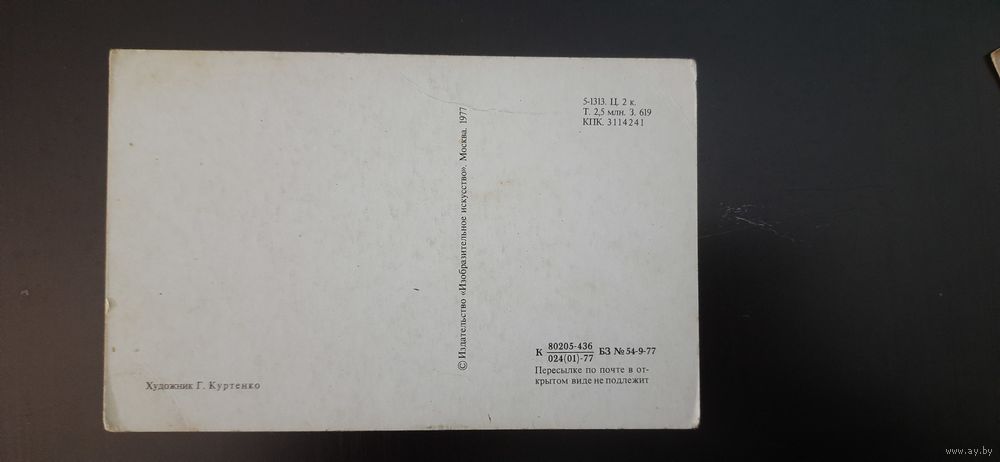 5-1313. Ц. 2 к.
Т. 2,5 млн. З. 619
КПК. 3114241
© Издательство «Изобразительное искусство». Москва. 1977
К 80205-436 БЗ № 54-9-77
024(01)-77
Пересылке по почте в от-
крытом виде не подлежит
Художник Г. Куртенко
www.ay.by